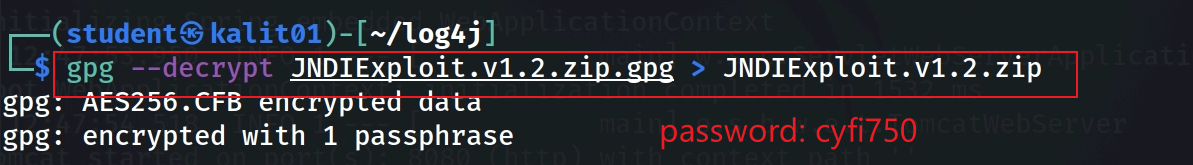 (student㉿kalit01)-[~/log4j]
$ gpg --decrypt JNDIExploit.v1.2.zip.gpg > JNDIExploit.v1.2.zip
gpg: AES256.CFB encrypted data
gpg: encrypted with 1 passphrase
password: cyfi750